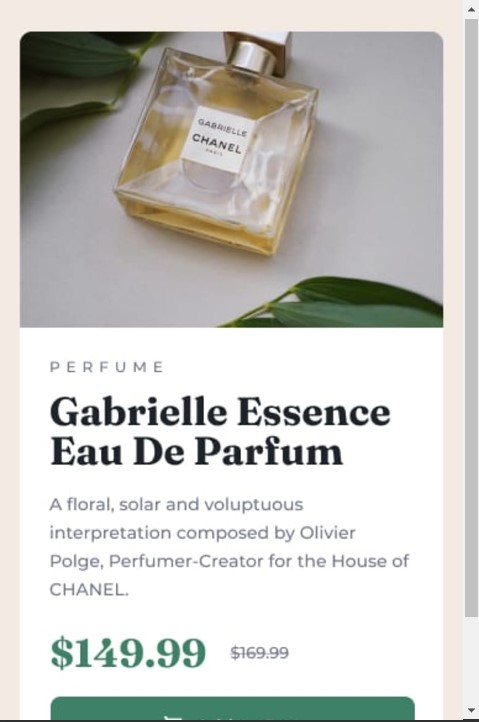 GABRIELLE
CHANEL
PARIS
PERFUME
Gabrielle Essence
Eau De Parfum
A floral, solar and voluptuous
interpretation composed by Olivier
Polge, Perfumer-Creator for the House of
CHANEL.
$149.99 $169.99